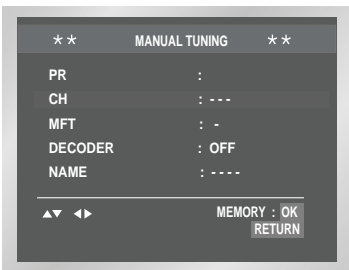 ** MANUAL TUNING **
PR :
CH : ---
MFT : -
DECODER : OFF
NAME : ----
▲▼ ◀▶ MEMORY : OK
RETURN